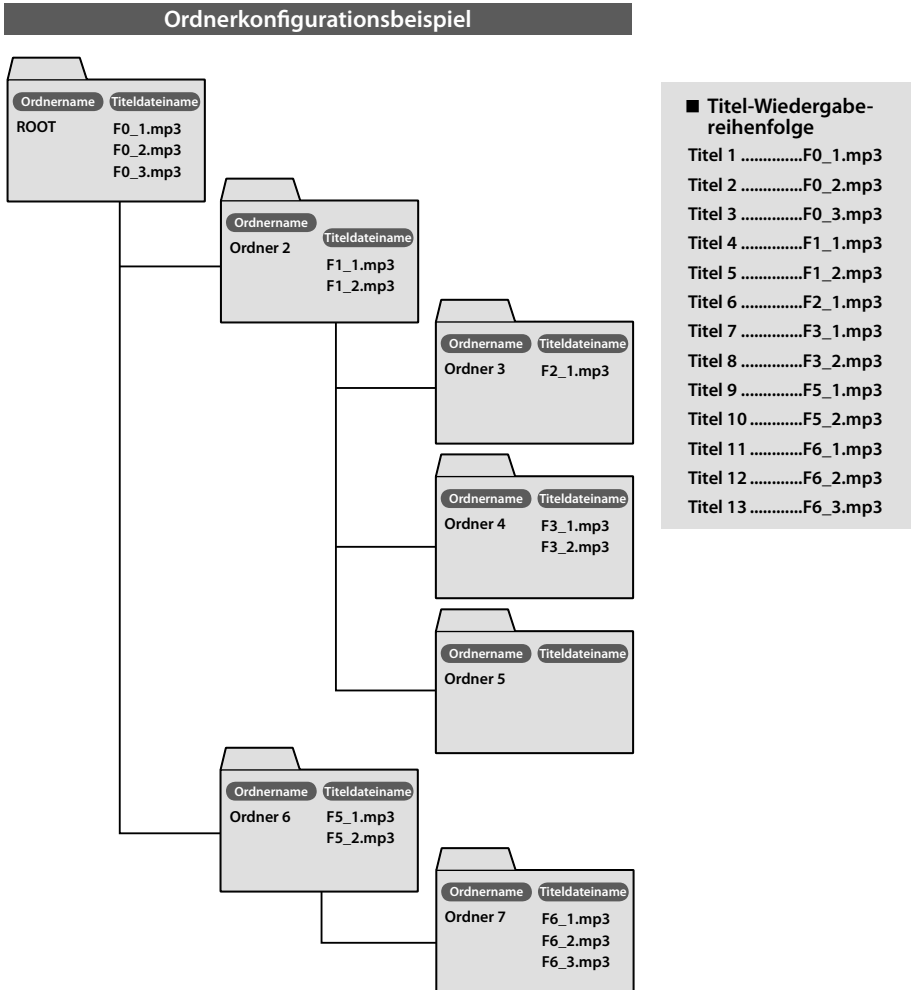 Ordnerkonfigurationsbeispiel
Ordnername Titeldateiname
ROOT F0_1.mp3
F0_2.mp3
F0_3.mp3
Ordnername
Titeldateiname
Ordner 2
F1_1.mp3
F1_2.mp3
Ordnername Titeldateiname
Ordner 3 F2_1.mp3
Ordnername Titeldateiname
Ordner 4 F3_1.mp3
F3_2.mp3
Ordnername Titeldateiname
Ordner 5
Ordnername Titeldateiname
Ordner 6 F5_1.mp3
F5_2.mp3
Ordnername Titeldateiname
Ordner 7 F6_1.mp3
F6_2.mp3
F6_3.mp3
■ Titel-Wiedergabe-
reihenfolge
Titel 1 ..............F0_1.mp3
Titel 2 ..............F0_2.mp3
Titel 3 ..............F0_3.mp3
Titel 4 ..............F1_1.mp3
Titel 5 ..............F1_2.mp3
Titel 6 ..............F2_1.mp3
Titel 7 ..............F3_1.mp3
Titel 8 ..............F3_2.mp3
Titel 9 ..............F5_1.mp3
Titel 10 ............F5_2.mp3
Titel 11 ............F6_1.mp3
Titel 12 ............F6_2.mp3
Titel 13 ............F6_3.mp3